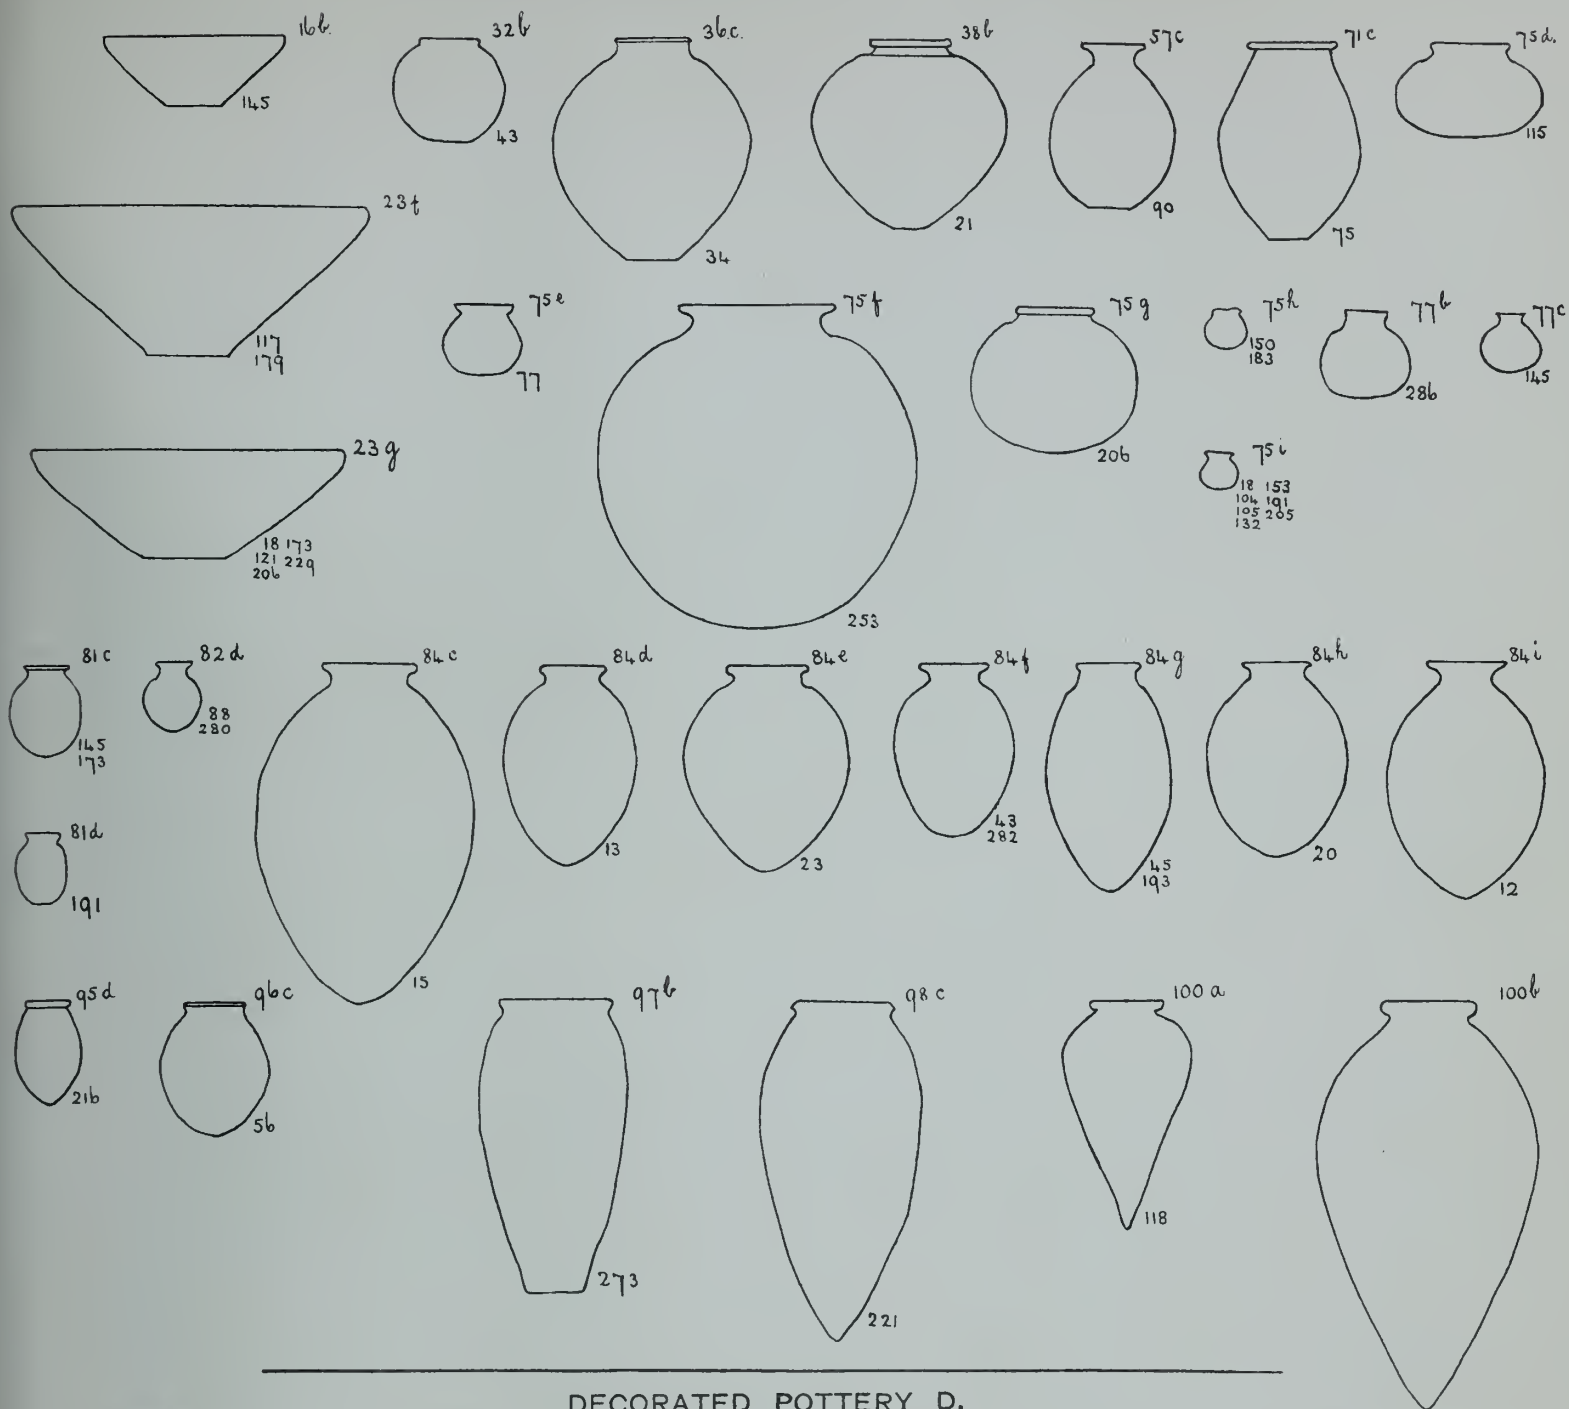 16b.
32b
36.c.
38b
57c
71c
75d.
145
43
34
21
90
75
115
23f
117
179
75e
77
75f
253
75g
206
75h
150
183
77b
286
77c
145
23g
18 173
121 229
206
75i
18 153
104 191
105 205
132
81c
145
173
82d
88
280
84c
15
84d
13
84e
23
84f
43
282
84g
45
193
84h
20
84i
12
81d
191
95d
216
96c
56
97b
273
98c
221
100a
118
100b
DECORATED POTTERY D.